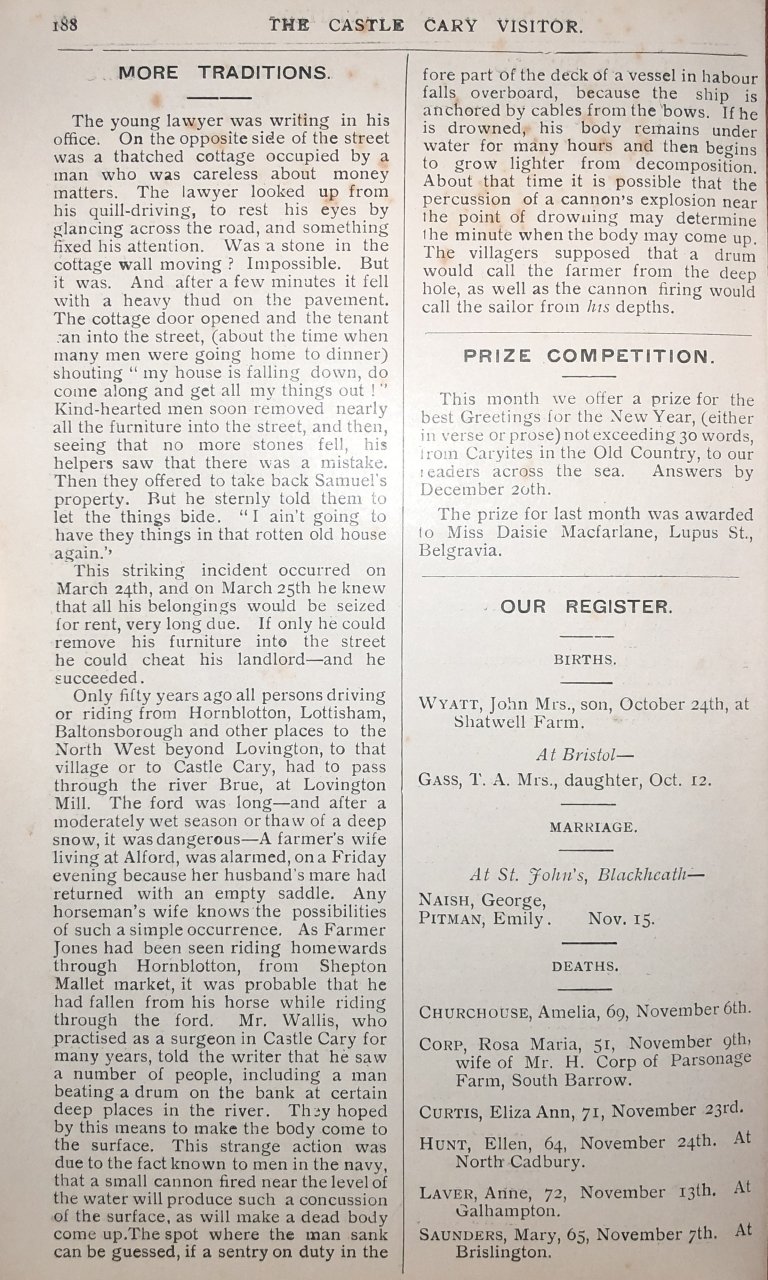 188
THE CASTLE CARY VISITOR.
MORE TRADITIONS.
The young lawyer was writing in his
office. On the opposite side of the street
was a thatched cottage occupied by a
man who was careless about money
matters. The lawyer looked up from
his quill-driving, to rest his eyes by
glancing across the road, and something
fixed his attention. Was a stone in the
cottage wall moving ? Impossible. But
it was. And after a few minutes it fell
with a heavy thud on the pavement.
The cottage door opened and the tenant
ran into the street, (about the time when
many men were going home to dinner)
shouting “ my house is falling down, do
come along and get all my things out ! ”
Kind-hearted men soon removed nearly
all the furniture into the street, and then,
seeing that no more stones fell, his
helpers saw that there was a mistake.
Then they offered to take back Samuel's
property. But he sternly told them to
let the things bide. “ I ain't going to
have they things in that rotten old house
again.”
This striking incident occurred on
March 24th, and on March 25th he knew
that all his belongings would be seized
for rent, very long due. If only he could
remove his furniture into the street
he could cheat his landlord—and he
succeeded.
Only fifty years ago all persons driving
or riding from Hornblotton, Lottisham,
Baltonsborough and other places to the
North West beyond Lovington, to that
village or to Castle Cary, had to pass
through the river Brue, at Lovington
Mill. The ford was long—and after a
moderately wet season or thaw of a deep
snow, it was dangerous—A farmer's wife
living at Alford, was alarmed, on a Friday
evening because her husband's mare had
returned with an empty saddle. Any
horseman's wife knows the possibilities
of such a simple occurrence. As Farmer
Jones had been seen riding homewards
through Hornblotton, from Shepton
Mallet market, it was probable that he
had fallen from his horse while riding
through the ford. Mr. Wallis, who
practised as a surgeon in Castle Cary for
many years, told the writer that he saw
a number of people, including a man
beating a drum on the bank at certain
deep places in the river. They hoped
by this means to make the body come to
the surface. This strange action was
due to the fact known to men in the navy,
that a small cannon fired near the level of
the water will produce such a concussion
of the surface, as will make a dead body
come up.The spot where the man sank
can be guessed, if a sentry on duty in the
fore part of the deck of a vessel in habour
falls overboard, because the ship is
anchored by cables from the bows. If he
is drowned, his body remains under
water for many hours and then begins
to grow lighter from decomposition.
About that time it is possible that the
percussion of a cannon's explosion near
the point of drowning may determine
the minute when the body may come up.
The villagers supposed that a drum
would call the farmer from the deep
hole, as well as the cannon firing would
call the sailor from his depths.
PRIZE COMPETITION.
This month we offer a prize for the
best Greetings for the New Year, (either
in verse or prose) not exceeding 30 words,
from Caryites in the Old Country, to our
readers across the sea. Answers by
December 20th.
The prize for last month was awarded
to Miss Daisie Macfarlane, Lupus St.,
Belgravia.
OUR REGISTER.
BIRTHS.
WYATT, John Mrs., son, October 24th, at
Shatwell Farm.
At Bristol—
GASS, T. A. Mrs., daughter, Oct. 12.
MARRIAGE.
At St. John's, Blackheath—
NAISH, George,
PITMAN, Emily. Nov. 15.
DEATHS.
CHURCHOUSE, Amelia, 69, November 6th.
CORP, Rosa Maria, 51, November 9th,
wife of Mr. H. Corp of Parsonage
Farm, South Barrow.
CURTIS, Eliza Ann, 71, November 23rd.
HUNT, Ellen, 64, November 24th. At
North Cadbury.
LAVER, Anne, 72, November 13th. At
Galhampton.
SAUNDERS, Mary, 65, November 7th. At
Brislington.